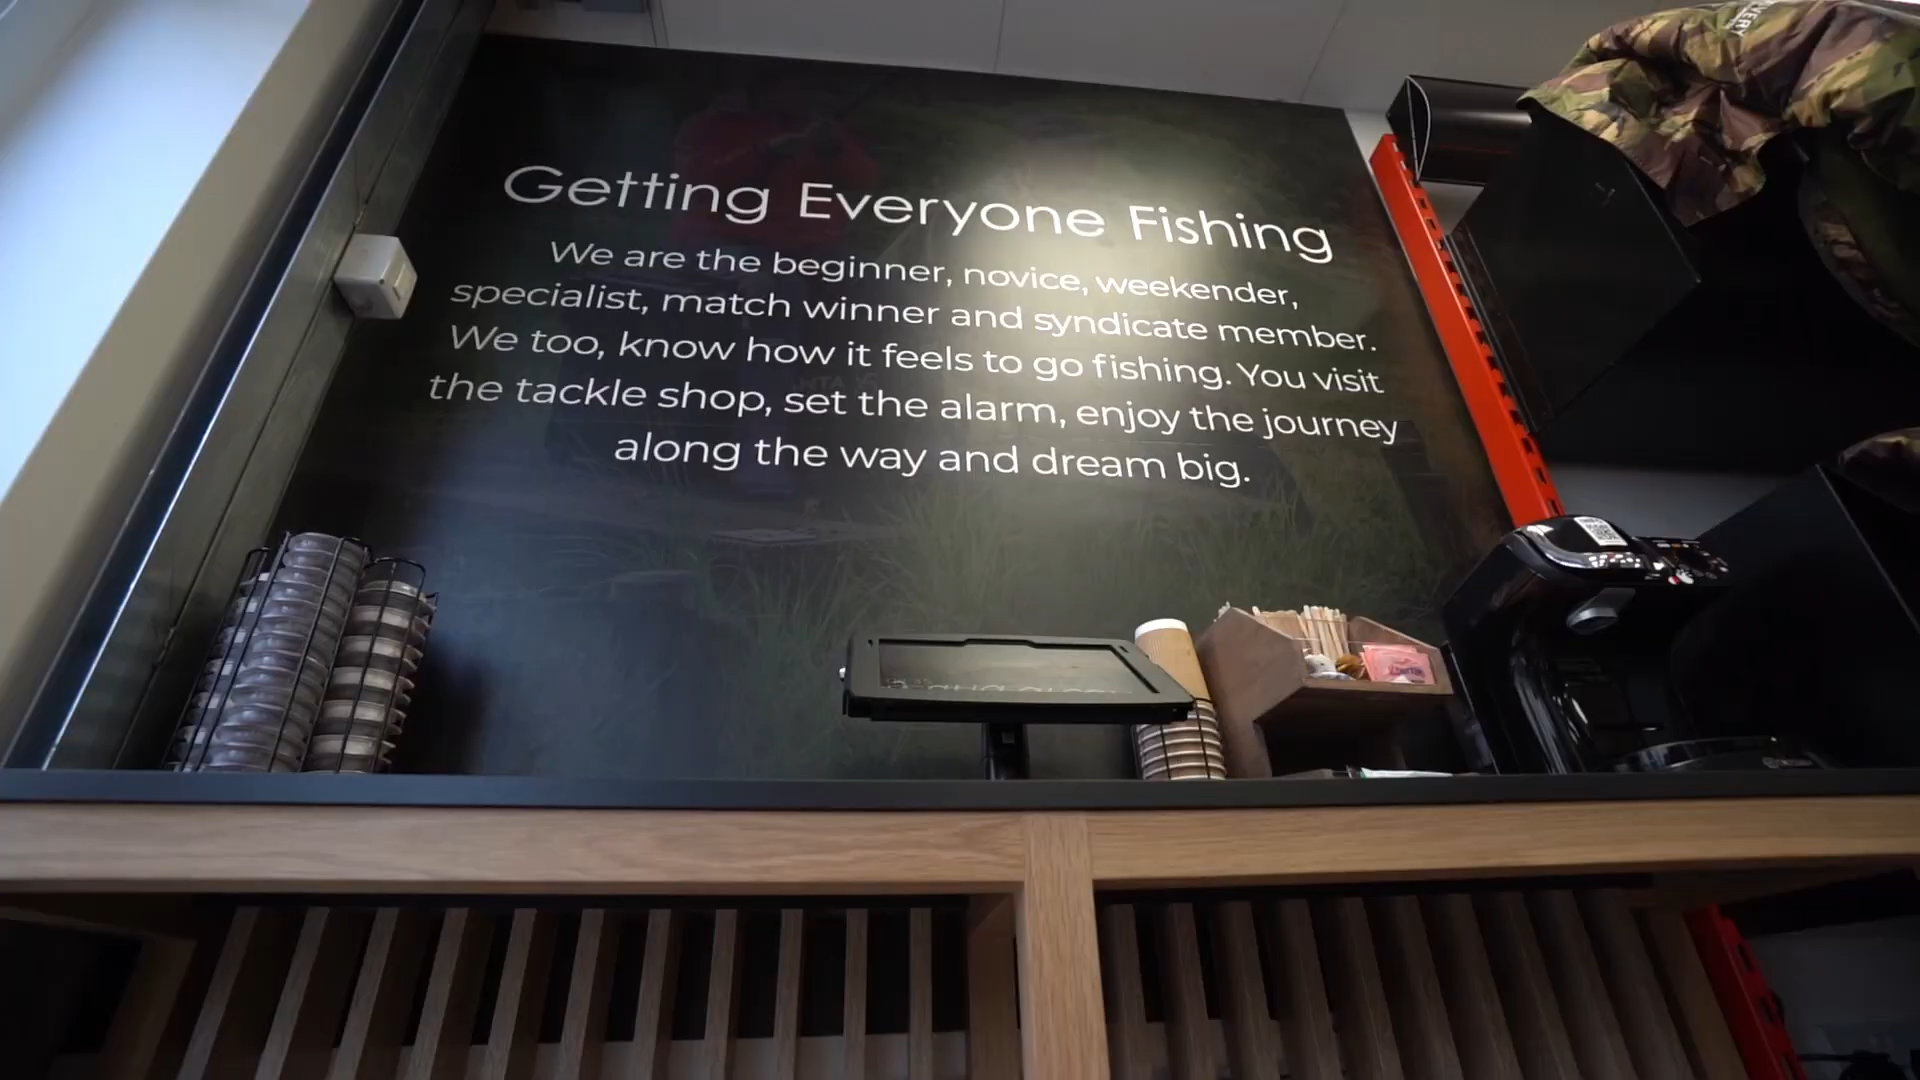 Getting Everyone Fishing
We are the beginner, novice, weekender,
specialist, match winner and syndicate member.
We too, know how it feels to go fishing. You visit
the tackle shop, set the alarm, enjoy the journey
along the way and dream big.